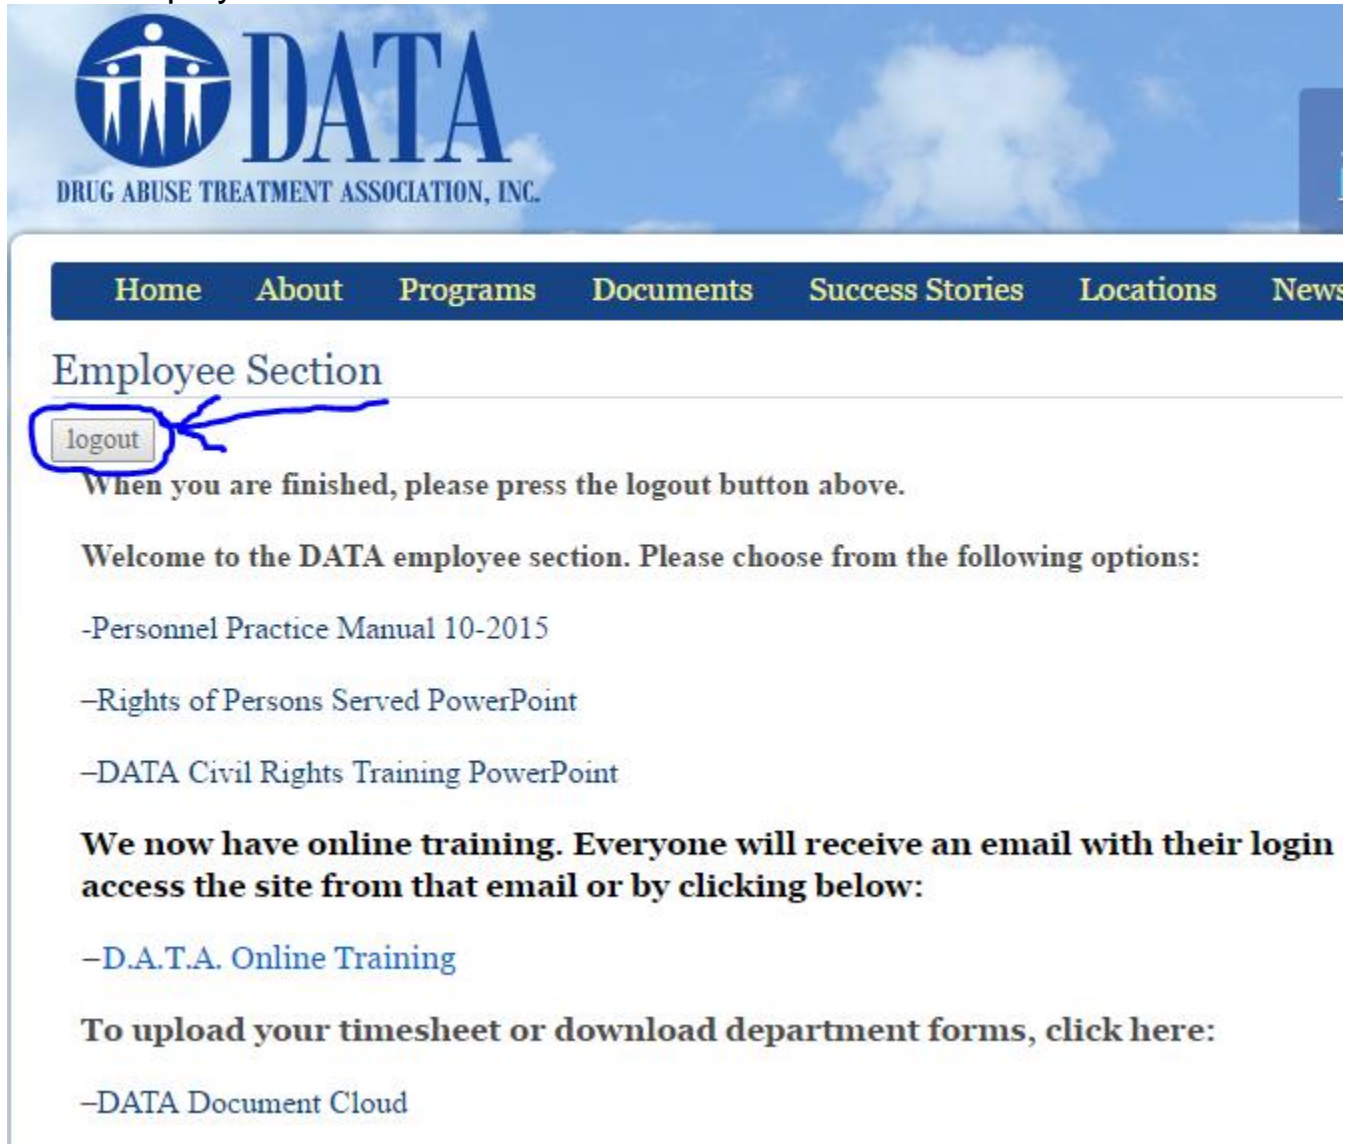 DATA
DRUG ABUSE TREATMENT ASSOCIATION, INC.
Home About Programs Documents Success Stories Locations News
Employee Section
logout
When you are finished, please press the logout button above.
Welcome to the DATA employee section. Please choose from the following options:
-Personnel Practice Manual 10-2015
–Rights of Persons Served PowerPoint
–DATA Civil Rights Training PowerPoint
We now have online training. Everyone will receive an email with their login
access the site from that email or by clicking below:
–D.A.T.A. Online Training
To upload your timesheet or download department forms, click here:
–DATA Document Cloud